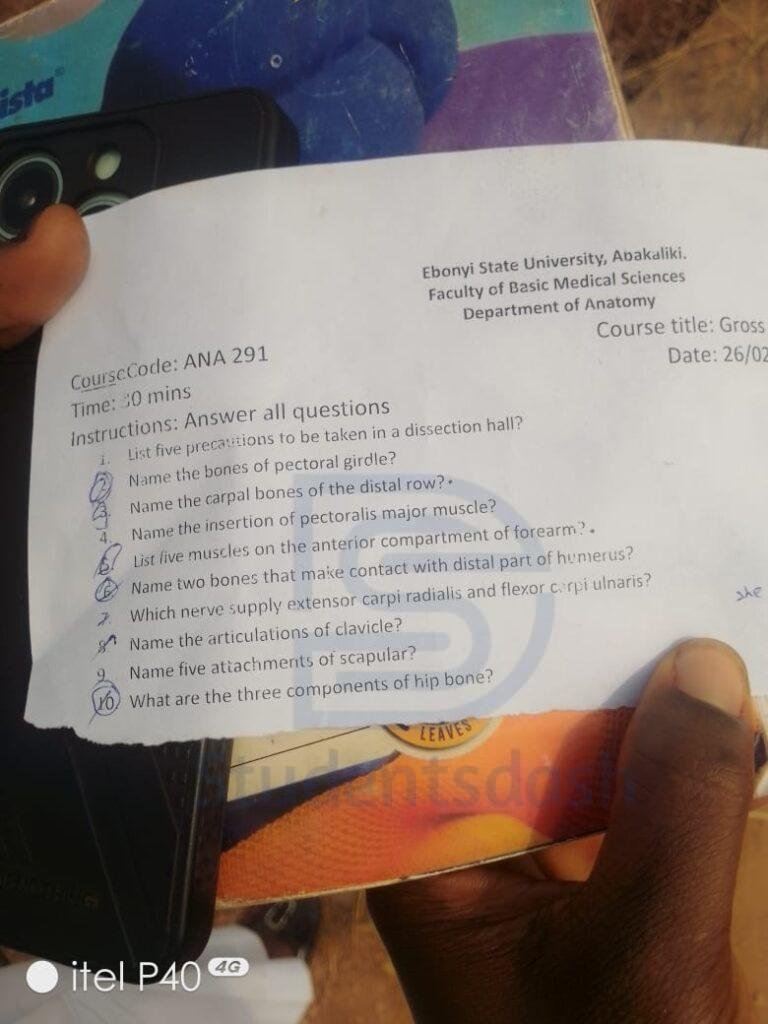 ista
Ebonyi State University, Abakaliki.
Faculty of Basic Medical Sciences
Department of Anatomy
Course title: Gross
Date: 26/02
CourseCode: ANA 291
Time: 30 mins
Instructions: Answer all questions
1. List five precautions to be taken in a dissection hall?
2. Name the bones of pectoral girdle?
3. Name the carpal bones of the distal row?
4. Name the insertion of pectoralis major muscle?
5. List five muscles on the anterior compartment of forearm?
6. Name two bones that make contact with distal part of humerus?
7. Which nerve supply extensor carpi radialis and flexor carpi ulnaris?
she
8. Name the articulations of clavicle?
9. Name five attachments of scapular?
10 What are the three components of hip bone?
LEAVES
Studentsdash
itel P40 4G